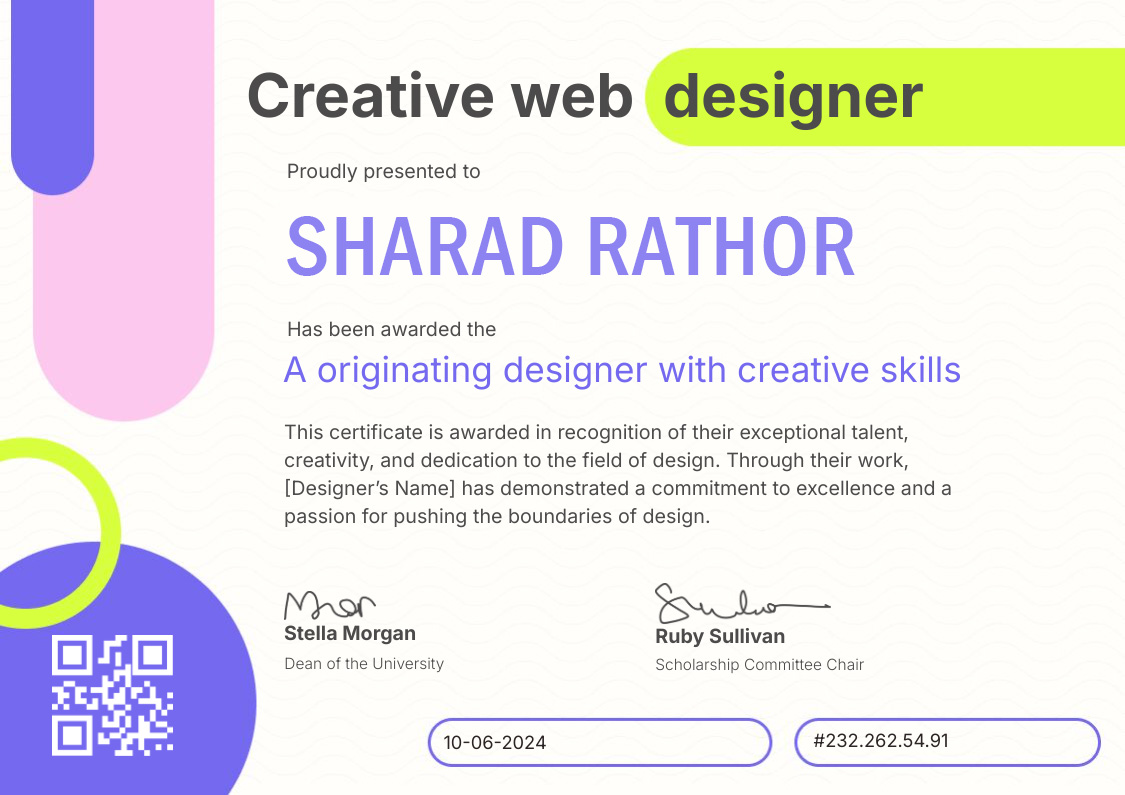 Creative web designer
Proudly presented to
SHARAD RATHOR
Has been awarded the
A originating designer with creative skills
This certificate is awarded in recognition of their exceptional talent,
creativity, and dedication to the field of design. Through their work,
[Designer’s Name] has demonstrated a commitment to excellence and a
passion for pushing the boundaries of design.
Stella Morgan
Ruby Sullivan
Dean of the University
Scholarship Committee Chair
10-06-2024
#232.262.54.91